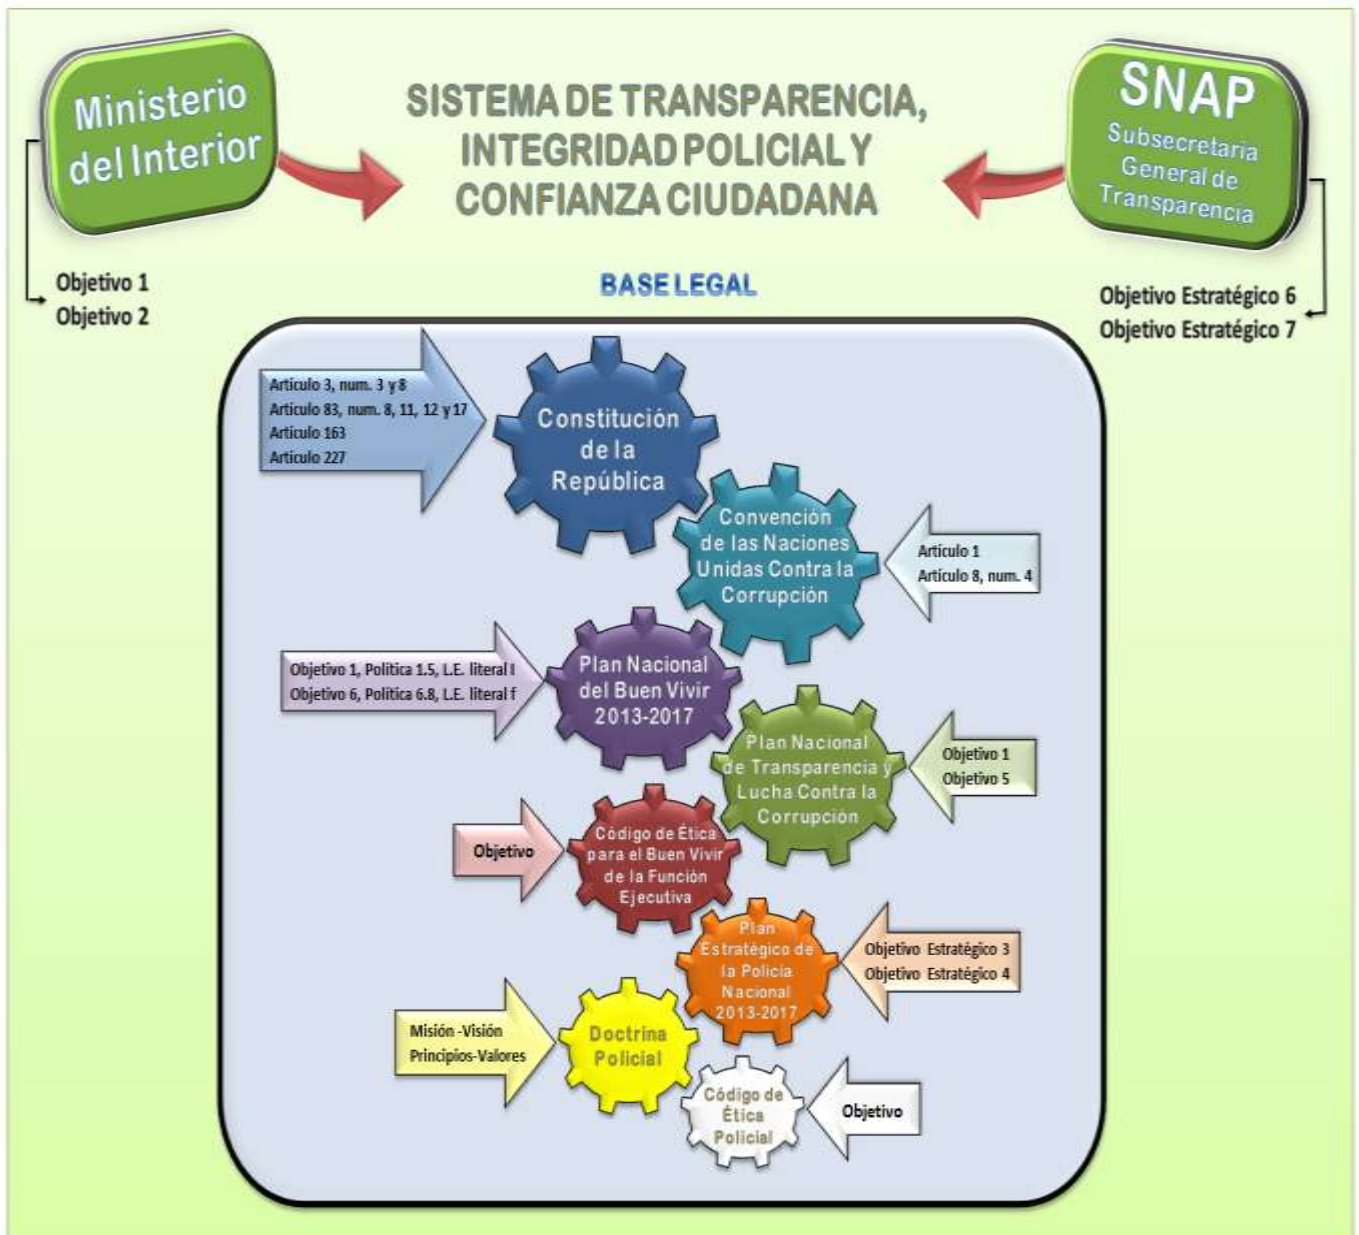 Ministerio
del Interior
SISTEMA DE TRANSPARENCIA,
INTEGRIDAD POLICIAL Y
CONFIANZA CIUDADANA
SNAP
Subsecretaria
General de
Transparencia
Objetivo 1
Objetivo 2
Objetivo Estratégico 6
Objetivo Estratégico 7
BASE LEGAL
Artículo 3, num. 3 y 8
Artículo 83, num. 8, 11, 12 y 17
Artículo 163
Artículo 227
Constitución
de la
República
Convención
de las Naciones
Unidas Contra la
Corrupción
Artículo 1
Artículo 8, num. 4
Objetivo 1, Política 1.5, L.E. literal l
Objetivo 6, Política 6.8, L.E. literal f
Plan Nacional
del Buen Vivir
2013-2017
Plan Nacional
de Transparencia y
Lucha Contra la
Corrupción
Objetivo 1
Objetivo 5
Objetivo
Código de Ética
para el Buen Vivir
de la Función
Ejecutiva
Plan
Estratégico de
la Policía
Nacional
2013-2017
Objetivo Estratégico 3
Objetivo Estratégico 4
Misión -Visión
Principios-Valores
Doctrina
Policial
Código de
Ética
Policial
Objetivo